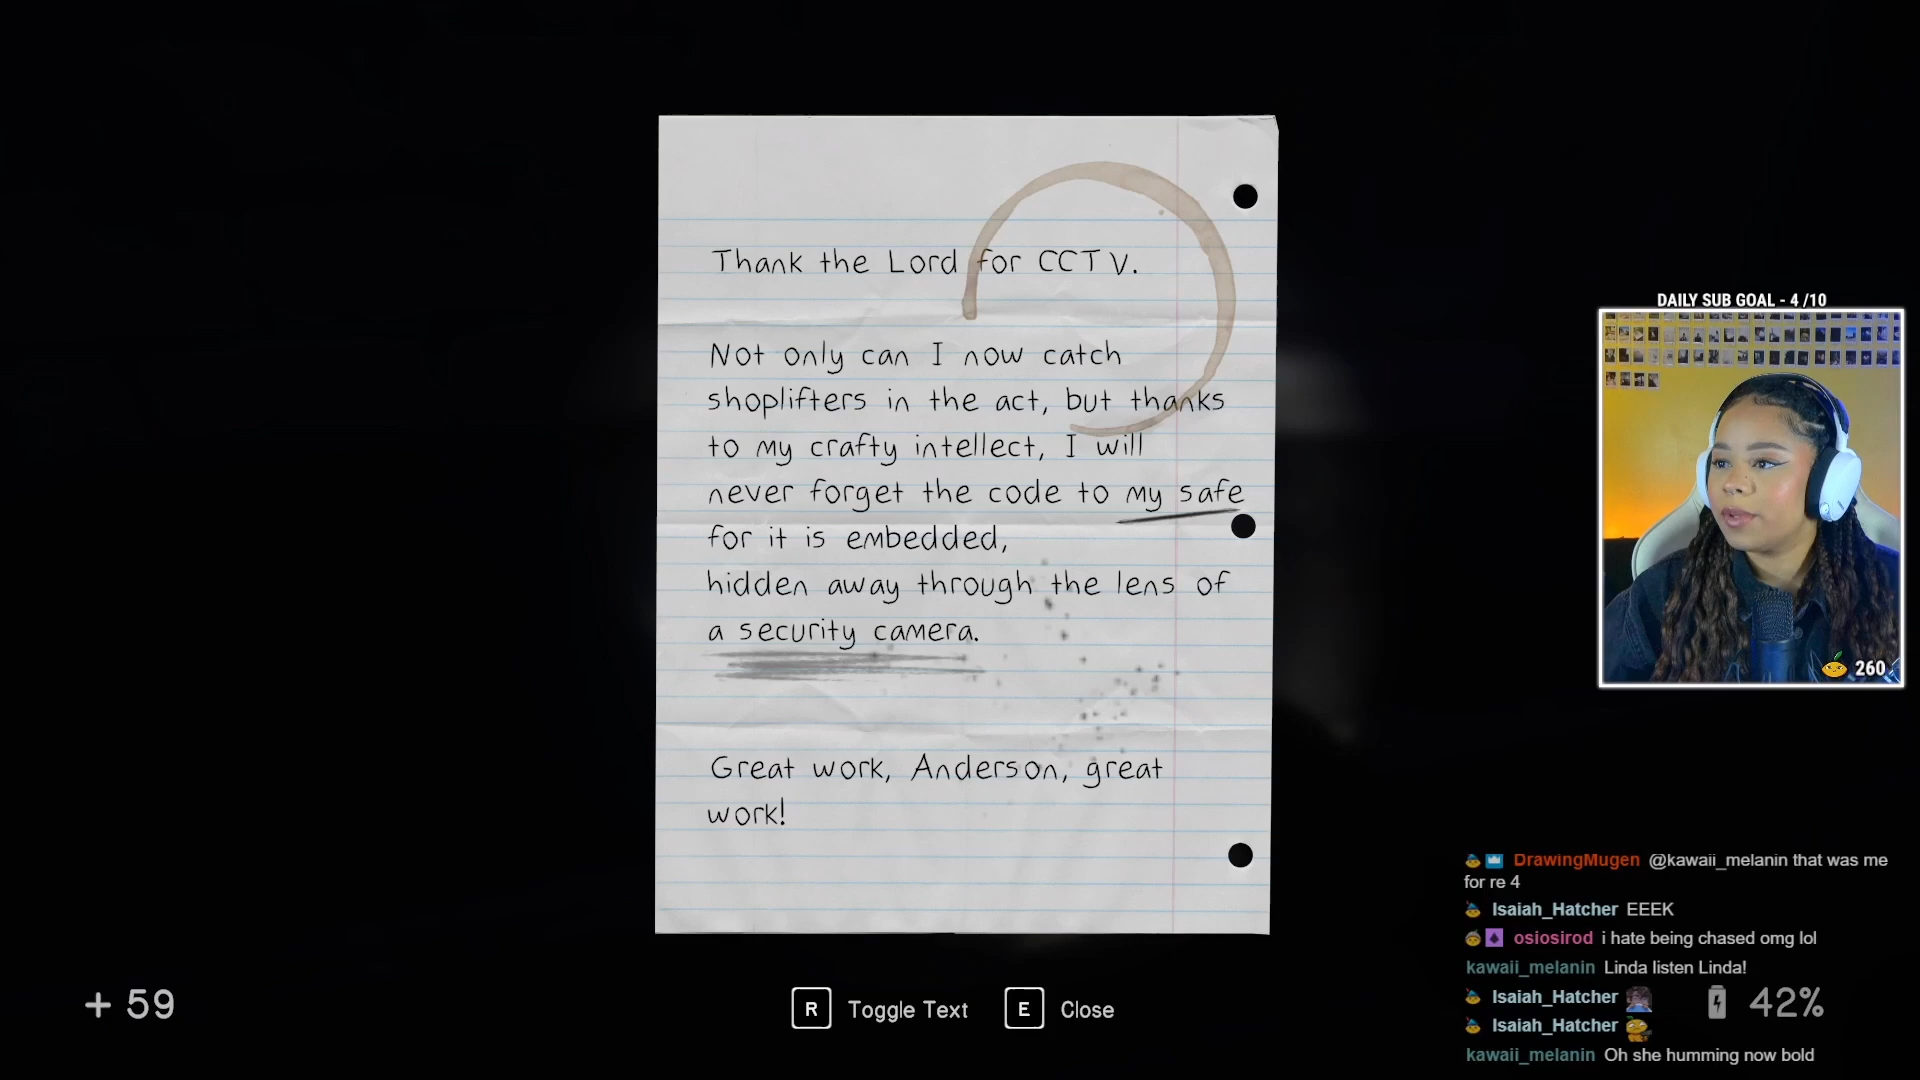 Thank the Lord for CCTV.
Not only can I now catch
shoplifters in the act, but thanks
to my crafty intellect, I will
never forget the code to my safe
for it is embedded,
hidden away through the lens of
a security camera.
Great work, Anderson, great
work!
DAILY SUB GOAL - 4 /10
260
DrawingMugen @kawaii_melanin that was me
for re 4
Isaiah_Hatcher EEEK
osiosirod i hate being chased omg lol
kawaii_melanin Linda listen Linda!
Isaiah_Hatcher
Isaiah_Hatcher
kawaii_melanin Oh she humming now bold
42%
+ 59
R Toggle Text E Close